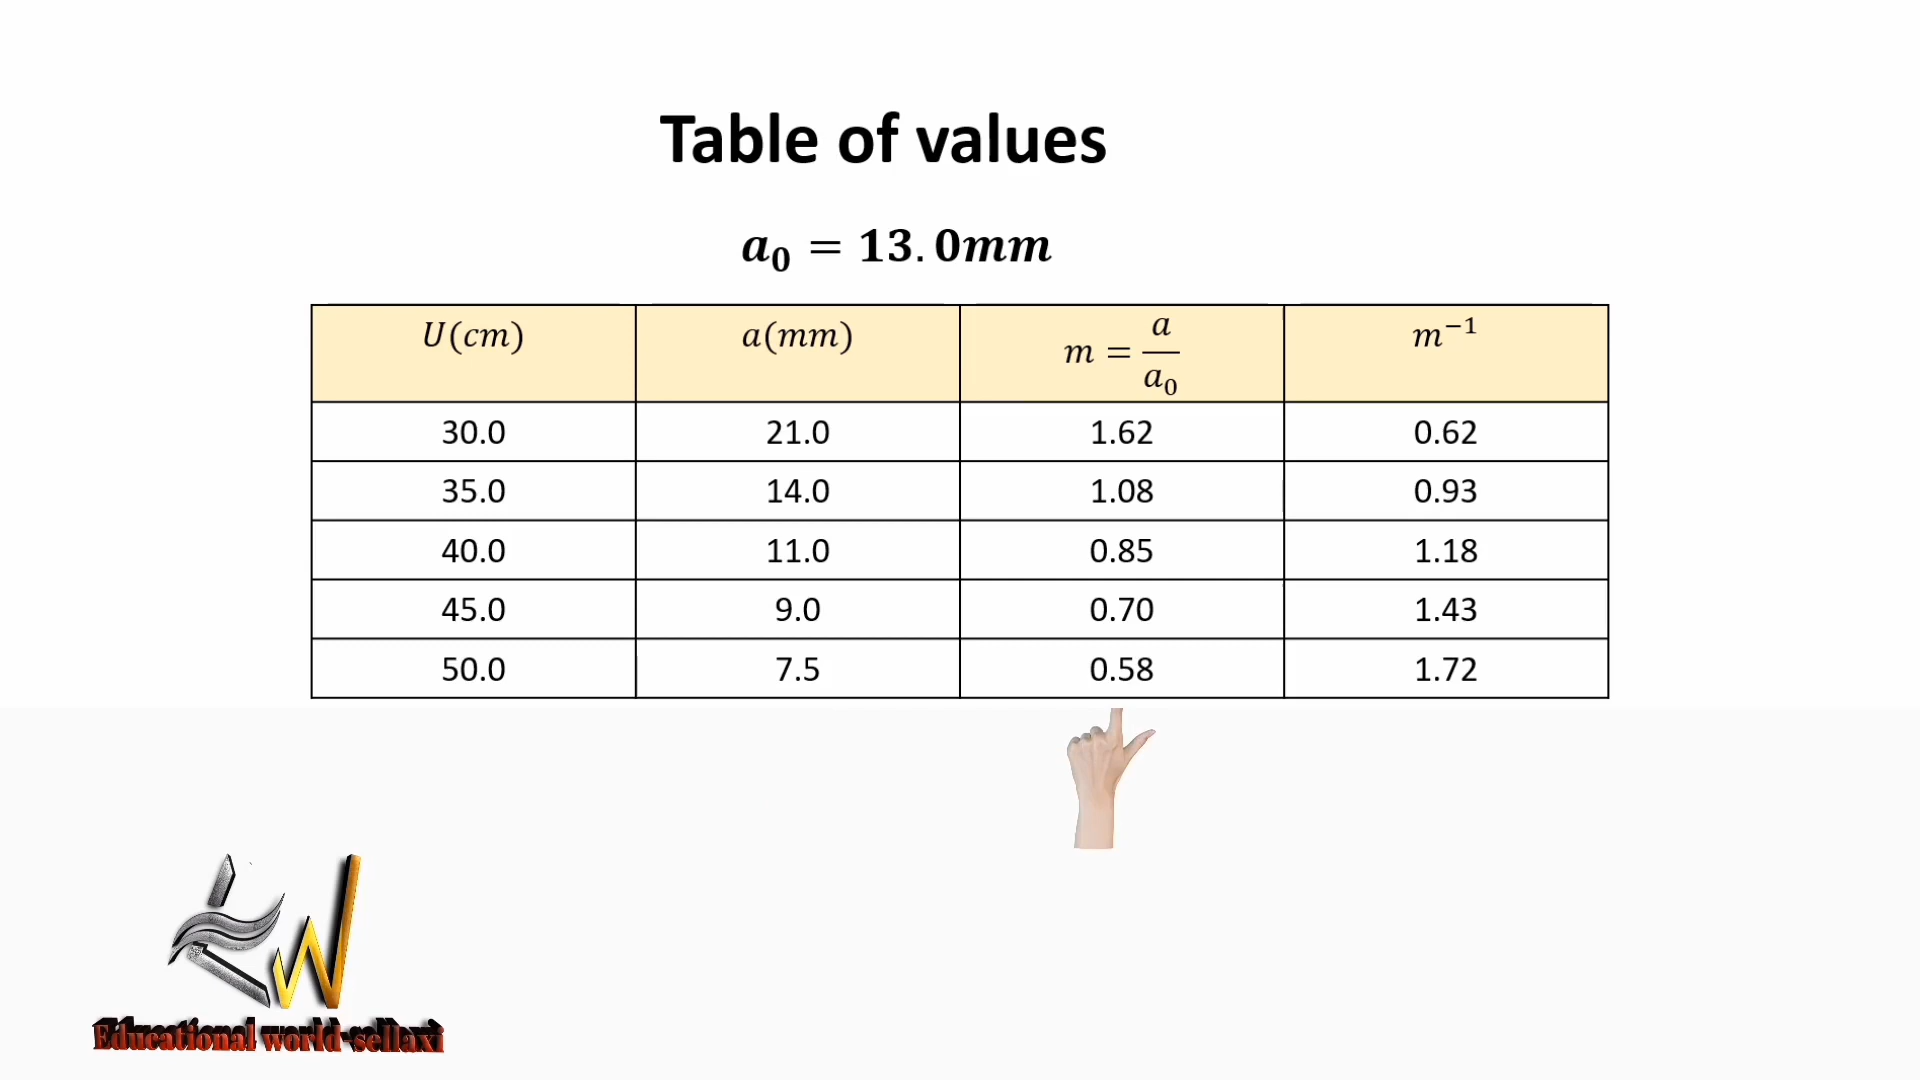 Table of values
a₀ = 13.0mm
U(cm) a(mm) m = a/a₀ m⁻¹
30.0 21.0 1.62 0.62
35.0 14.0 1.08 0.93
40.0 11.0 0.85 1.18
45.0 9.0 0.70 1.43
50.0 7.5 0.58 1.72
EW
Educational world-sellaxi